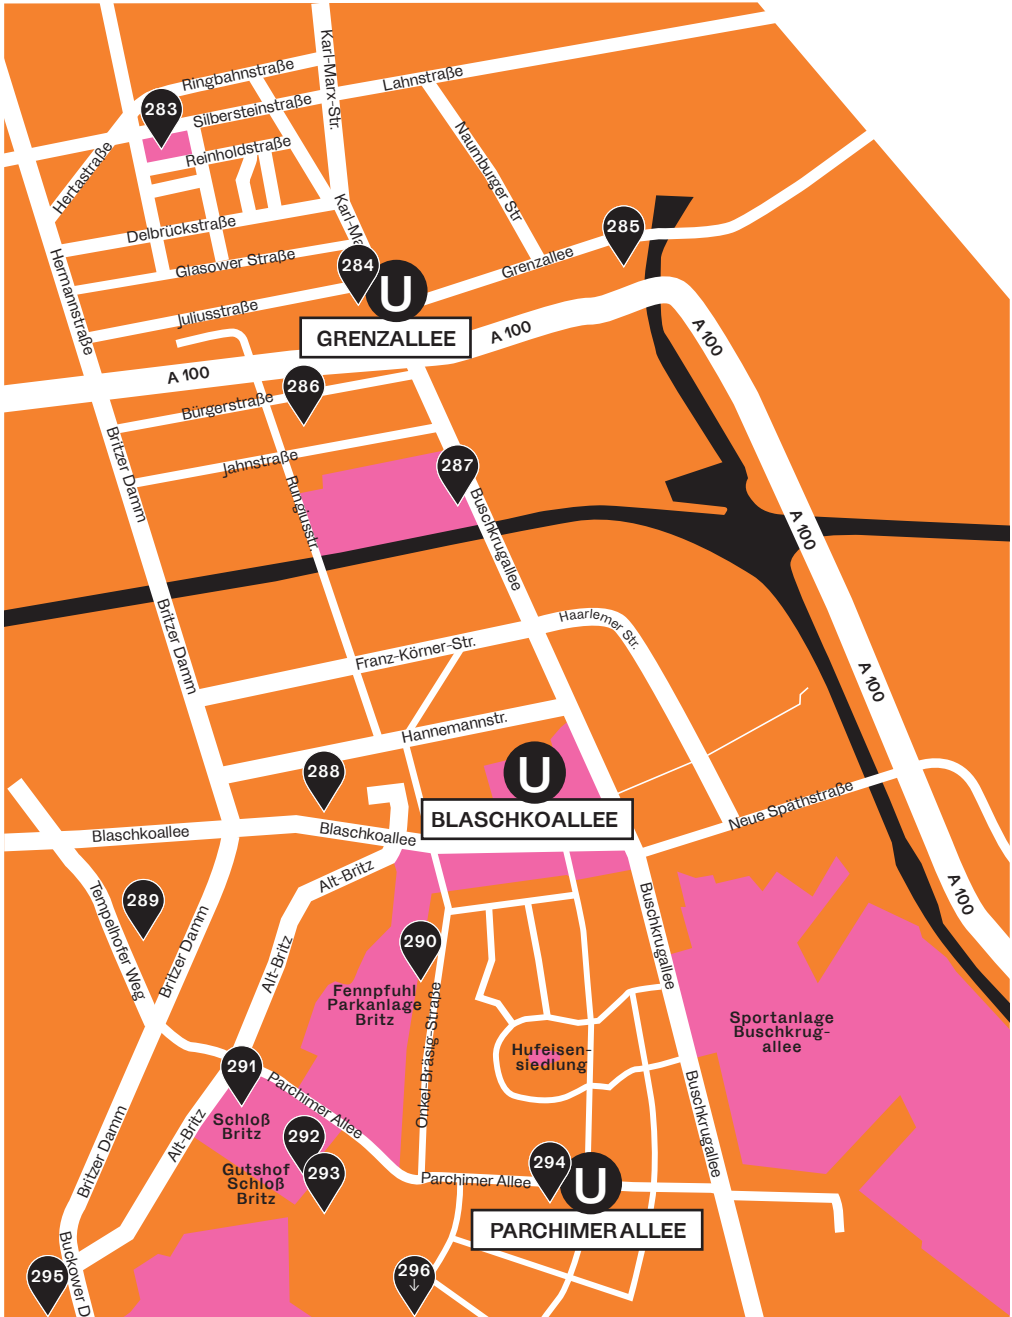 Karl-Marx-Str.
Ringbahnstraße
Lahnstraße
283
Silbersteinstraße
Reinholdstraße
Naumburger Str
Hertastraße
Karl-Ma
Delbrückstraße
285
Hermannstraße
Glasower Straße
284
U
Grenzallee
Juliusstraße
GRENZALLEE
A 100
A 100
A 100
286
Bürgerstraße
Britzer Damm
Jahnstraße
287
Rungiusstr.
Buschkrugallee
A 100
Britzer Damm
Haarlemer Str.
Franz-Körner-Str.
A 100
Hannemannstr.
288
U
BLASCHKOALLEE
Neue Späthstraße
Blaschkoallee
Blaschkoallee
Alt-Britz
A 100
Tempelhofer Weg
289
Britzer Damm
Buschkrugallee
290
Alt-Britz
Fennpfuhl
Parkanlage
Britz
Onkel-Bräsig-Straße
Sportanlage
Buschkrug-
allee
Hufeisen-
siedlung
291
Parchimer Allee
Buschkrugallee
Schloß
Britz
Alt-Britz
292
Britzer Damm
Gutshof
Schloß
Britz
293
Parchimer Allee
294
U
PARCHIMER ALLEE
Buckower D
295
296
↓